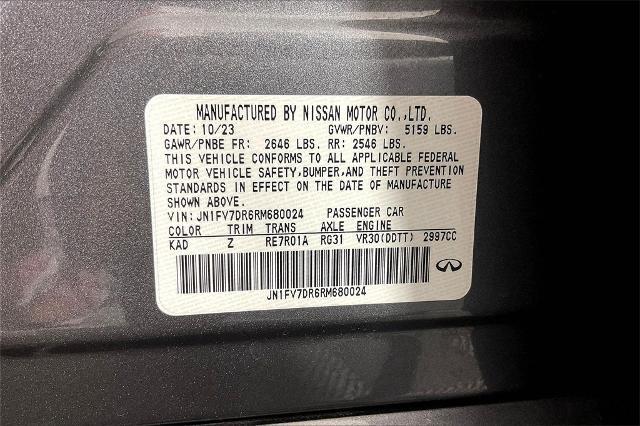 MANUFACTURED BY NISSAN MOTOR CO.,LTD.
DATE: 10/23 GVWR/PNBV: 5159 LBS.
GAWR/PNBE FR: 2646 LBS. RR: 2546 LBS.
THIS VEHICLE CONFORMS TO ALL APPLICABLE FEDERAL
MOTOR VEHICLE SAFETY,BUMPER,AND THEFT PREVENTION
STANDARDS IN EFFECT ON THE DATE OF MANUFACTURE
SHOWN ABOVE.
VIN: JN1FV7DR6RM680024 PASSENGER CAR
COLOR TRIM TRANS AXLE ENGINE
KAD Z RE7R01A RG31 VR30(DDTT) 2997CC
JN1FV7DR6RM680024